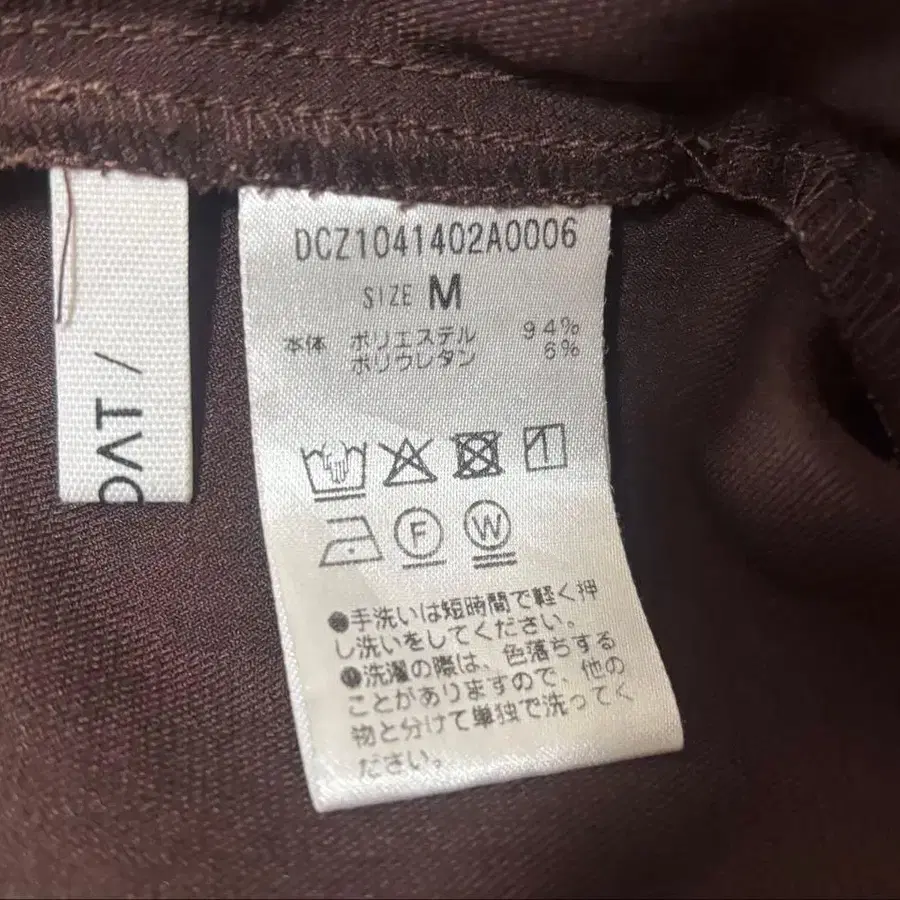 DCZ1041402A0006
SIZE M
本体 ポリエステル 94%
ポリウレタン 6%
F W
●手洗いは短時間で軽く押
し洗いをしてください。
●洗濯の際は、色落ちする
ことがありますので、他の
物と分けて単独で洗ってく
ださい。